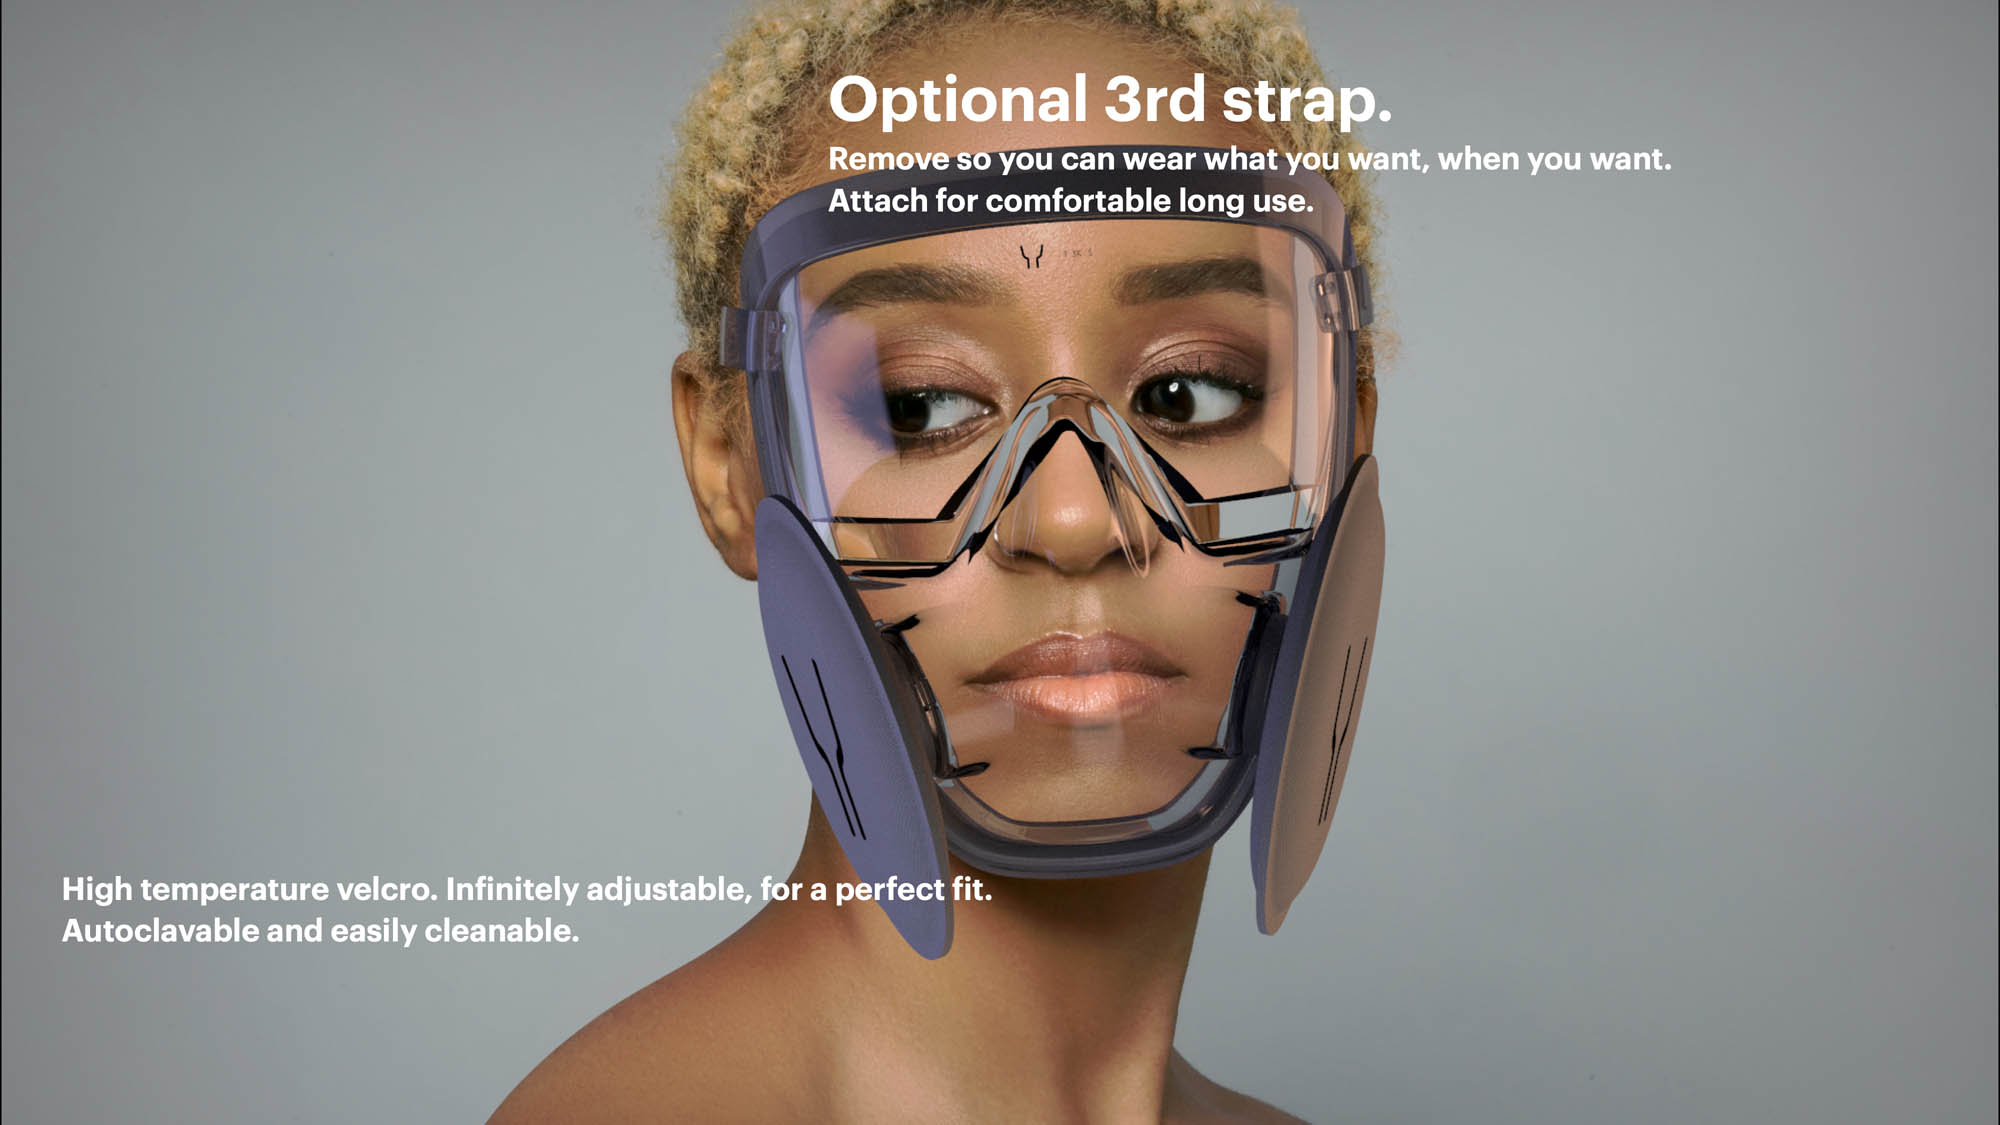 Optional 3rd strap.
Remove so you can wear what you want, when you want.
Attach for comfortable long use.
High temperature velcro. Infinitely adjustable, for a perfect fit.
Autoclavable and easily cleanable.